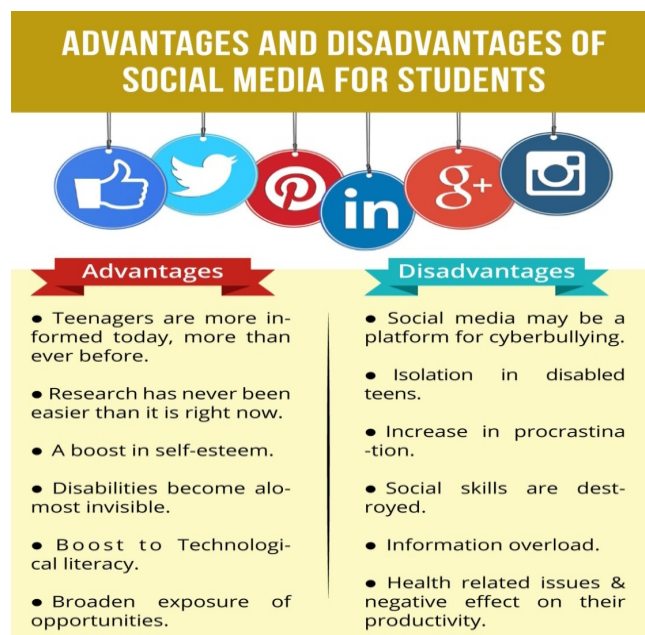 ADVANTAGES AND DISADVANTAGES OF
SOCIAL MEDIA FOR STUDENTS
in
g+
Advantages
● Teenagers are more in-
formed today, more than
ever before.
● Research has never been
easier than it is right now.
● A boost in self-esteem.
● Disabilities become alo-
most invisible.
● Boost to Technologi-
cal literacy.
● Broaden exposure of
opportunities.
Disadvantages
● Social media may be a
platform for cyberbullying.
● Isolation in disabled
teens.
● Increase in procrastina
-tion.
● Social skills are dest-
royed.
● Information overload.
● Health related issues &
negative effect on their
productivity.